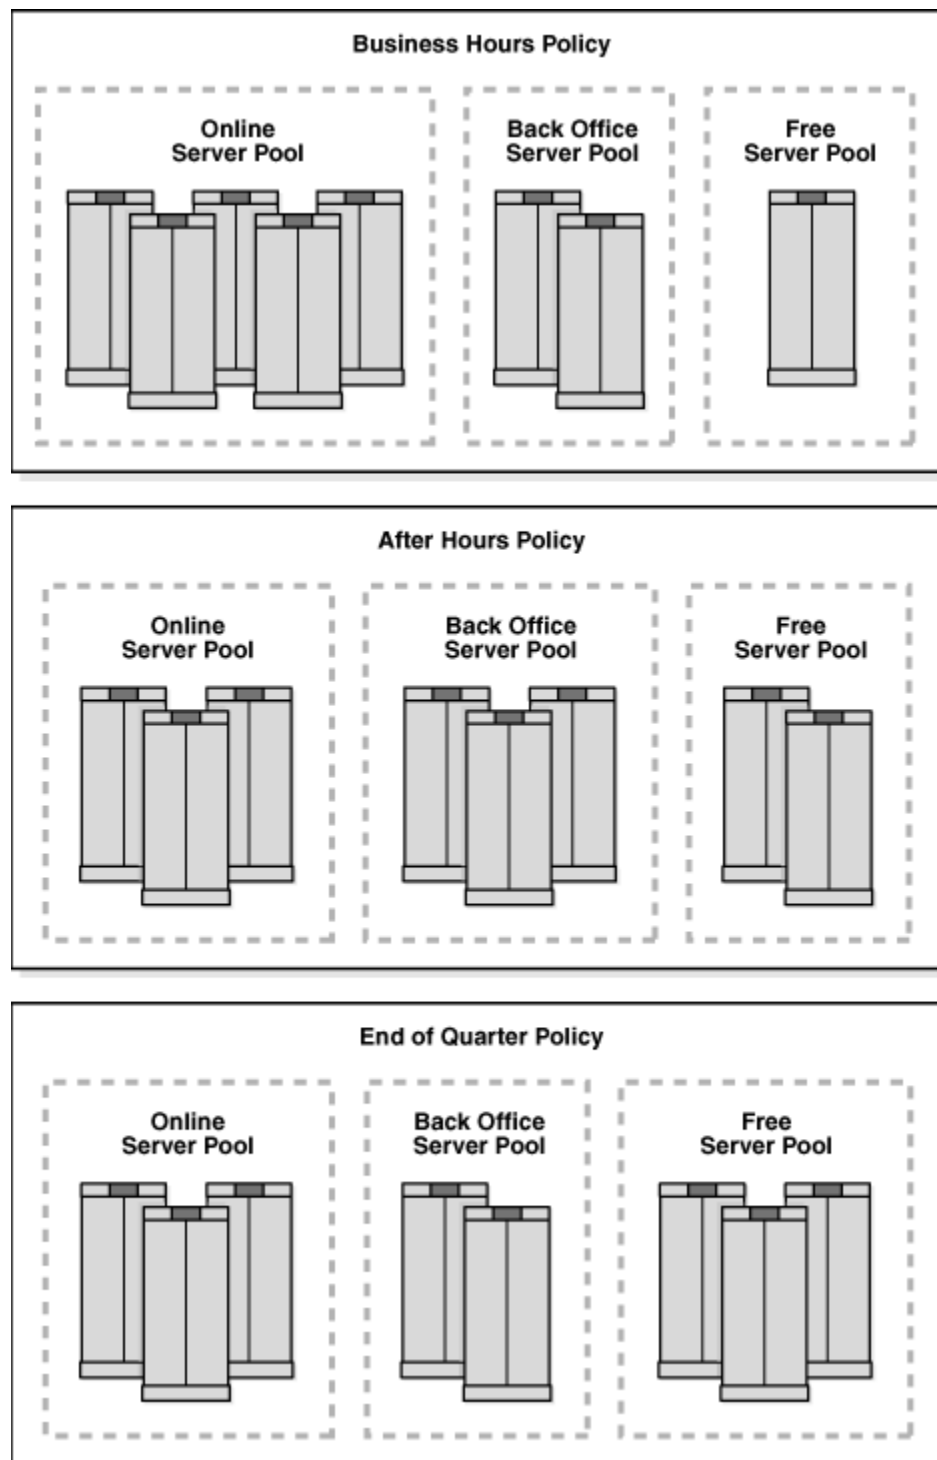 Business Hours Policy
Online
Server Pool
Back Office
Server Pool
Free
Server Pool
After Hours Policy
Online
Server Pool
Back Office
Server Pool
Free
Server Pool
End of Quarter Policy
Online
Server Pool
Back Office
Server Pool
Free
Server Pool